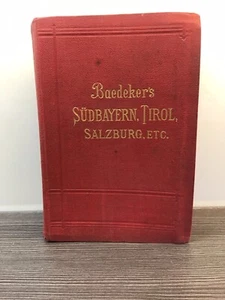 Baedeker's
SÜDBAYERN, TIROL,
SALZBURG, ETC.